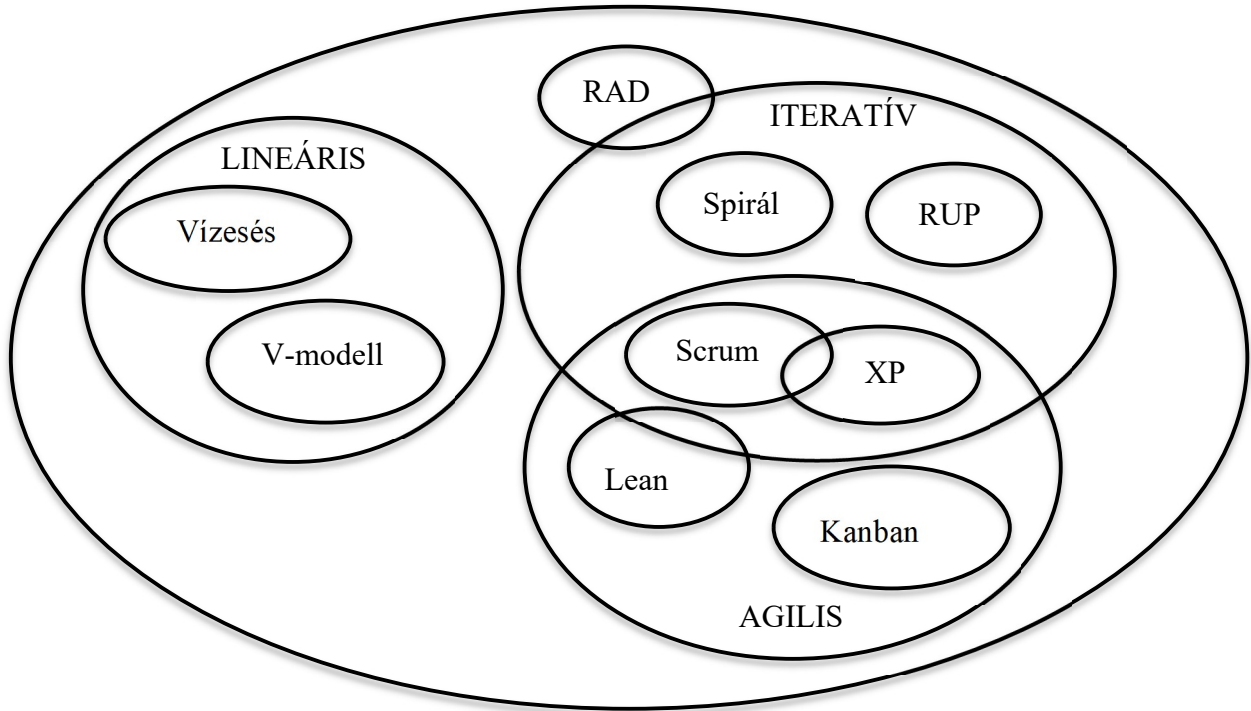 RAD
ITERATÍV
LINEÁRIS
Spirál
RUP
Vízesés
V-modell
Scrum
XP
Lean
Kanban
AGILIS